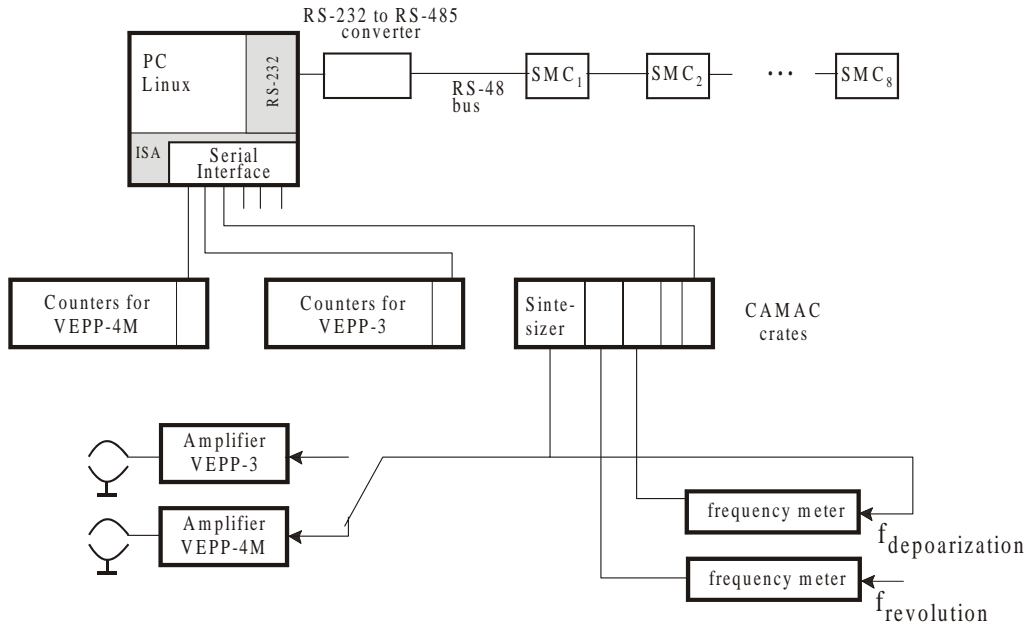 RS-232 to RS-485
converter
PC
Linux
RS-232
RS-48
bus
SMC1
SMC2
...
SMC8
ISA
Serial
Interface
Counters for
VEPP-4M
Counters for
VEPP-3
Sinte-
sizer
CAMAC
crates
Amplifier
VEPP-3
Amplifier
VEPP-4M
frequency meter
fdepoarization
frequency meter
frevolution